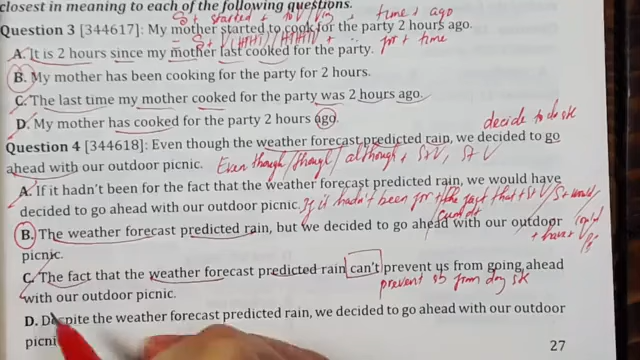 closest in meaning to each of the following questions.
S + started + to V / Ving time + ago
Question 3 [344617]: My mother started to cook for the party 2 hours ago.
for + time
A. It is 2 hours since my mother last cooked for the party.
B. My mother has been cooking for the party for 2 hours.
C. The last time my mother cooked for the party was 2 hours ago.
D. My mother has cooked for the party 2 hours ago.
decide to do sth
Question 4 [344618]: Even though the weather forecast predicted rain, we decided to go
ahead with our outdoor picnic.
Even though / though / although + S + V, S + V
A. If it hadn't been for the fact that the weather forecast predicted rain, we would have
decided to go ahead with our outdoor picnic.
If it hadn't been for + the fact that + S + V / S + would /
could
+ have + V
B. The weather forecast predicted rain, but we decided to go ahead with our outdoor
picnic.
C. The fact that the weather forecast predicted rain can't prevent us from going ahead
with our outdoor picnic.
prevent sb from doing sth
D. Despite the weather forecast predicted rain, we decided to go ahead with our outdoor
picni
27